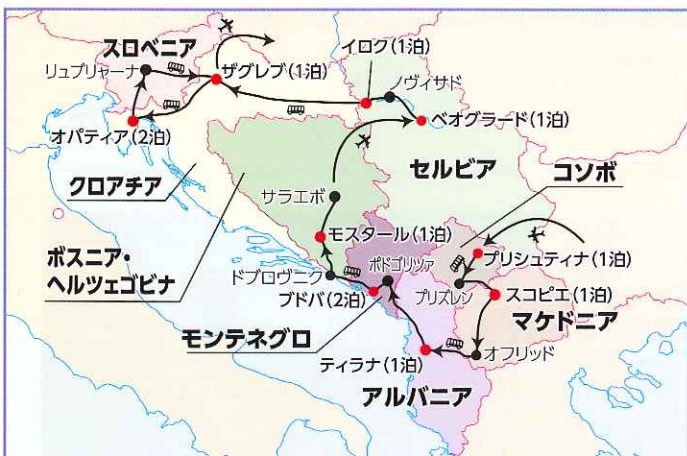 スロベニア
リュブリャーナ
ザグレブ(1泊)
イロク(1泊)
ノヴィサド
オパティア(2泊)
ベオグラード(1泊)
セルビア
クロアチア
コソボ
サラエボ
ボスニア・
ヘルツェゴビナ
モスタール(1泊)
プリシュティナ(1泊)
ポドゴリツァ
ドブロヴニク
プリズレン
スコピエ(1泊)
ブドバ(2泊)
マケドニア
モンテネグロ
ティラナ(1泊)
オフリッド
アルバニア